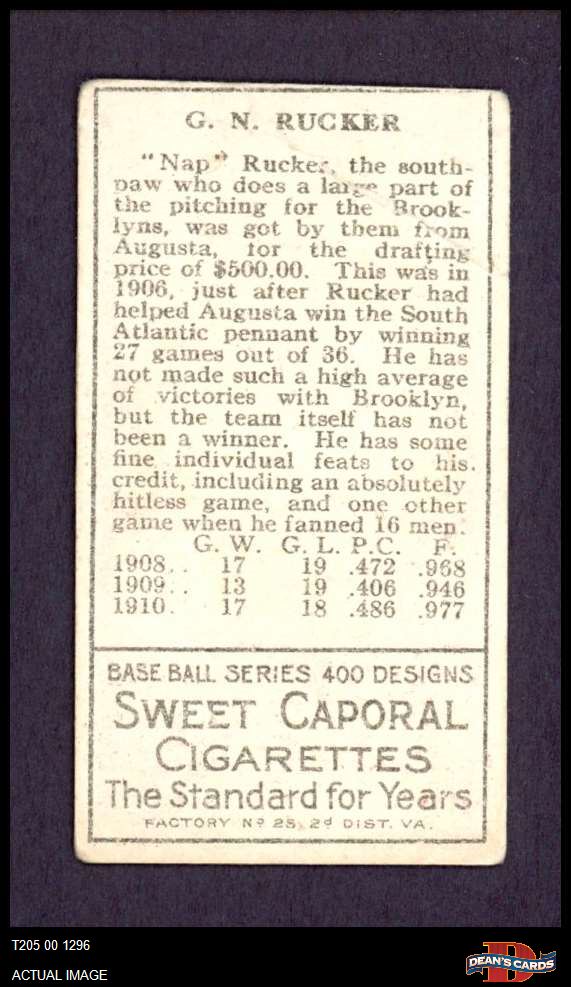 G. N. RUCKER
"Nap" Rucker, the south-
paw who does a large part of
the pitching for the Brook-
lyns, was got by them from
Augusta, for the drafting
price of $500.00. This was in
1906, just after Rucker had
helped Augusta win the South
Atlantic pennant by winning
27 games out of 36. He has
not made such a high average
of victories with Brooklyn,
but the team itself has not
been a winner. He has some
fine individual feats to his
credit, including an absolutely
hitless game, and one other
game when he fanned 16 men.
G. W. G. L. P.C. F.
1908.. 17 19 .472 .968
1909.. 13 19 .406 .946
1910. 17 18 .486 .977
BASE BALL SERIES 400 DESIGNS
SWEET CAPORAL
CIGARETTES
The Standard for Years
FACTORY Nº 25, 2d DIST. VA.
T205 00 1296
ACTUAL IMAGE
D
DEAN'S CARDS